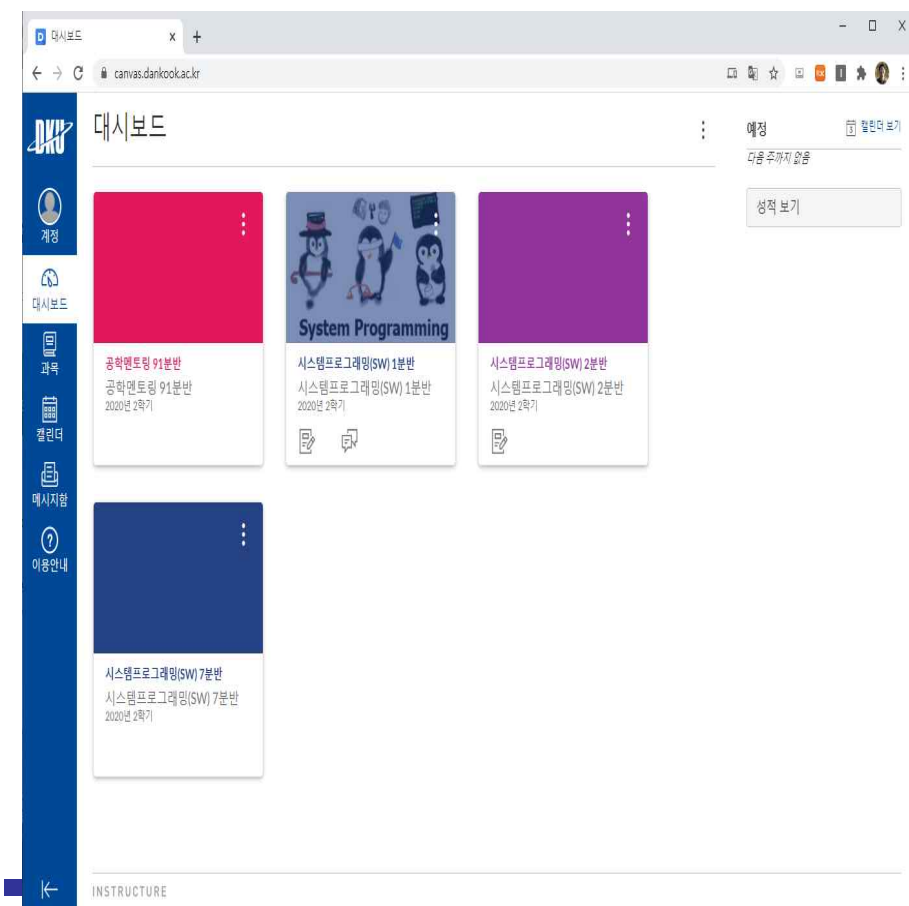 대시보드
canvas.dankook.ac.kr
DKU
계정
대시보드
과목
캘린더
메시지함
이용안내
대시보드
System Programming
공학멘토링 91분반
공학멘토링 91분반
2020년 2학기
시스템프로그래밍(SW) 1분반
시스템프로그래밍(SW) 1분반
2020년 2학기
시스템프로그래밍(SW) 2분반
시스템프로그래밍(SW) 2분반
2020년 2학기
시스템프로그래밍(SW) 7분반
시스템프로그래밍(SW) 7분반
2020년 2학기
예정
3 캘린더 보기
다음 주까지 없음
성적 보기
INSTRUCTURE